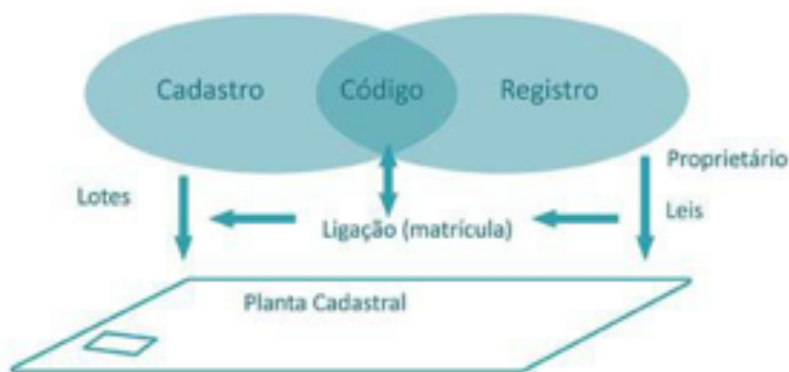 Cadastro
Código
Registro
Proprietário
Lotes
Leis
Ligação (matrícula)
Planta Cadastral